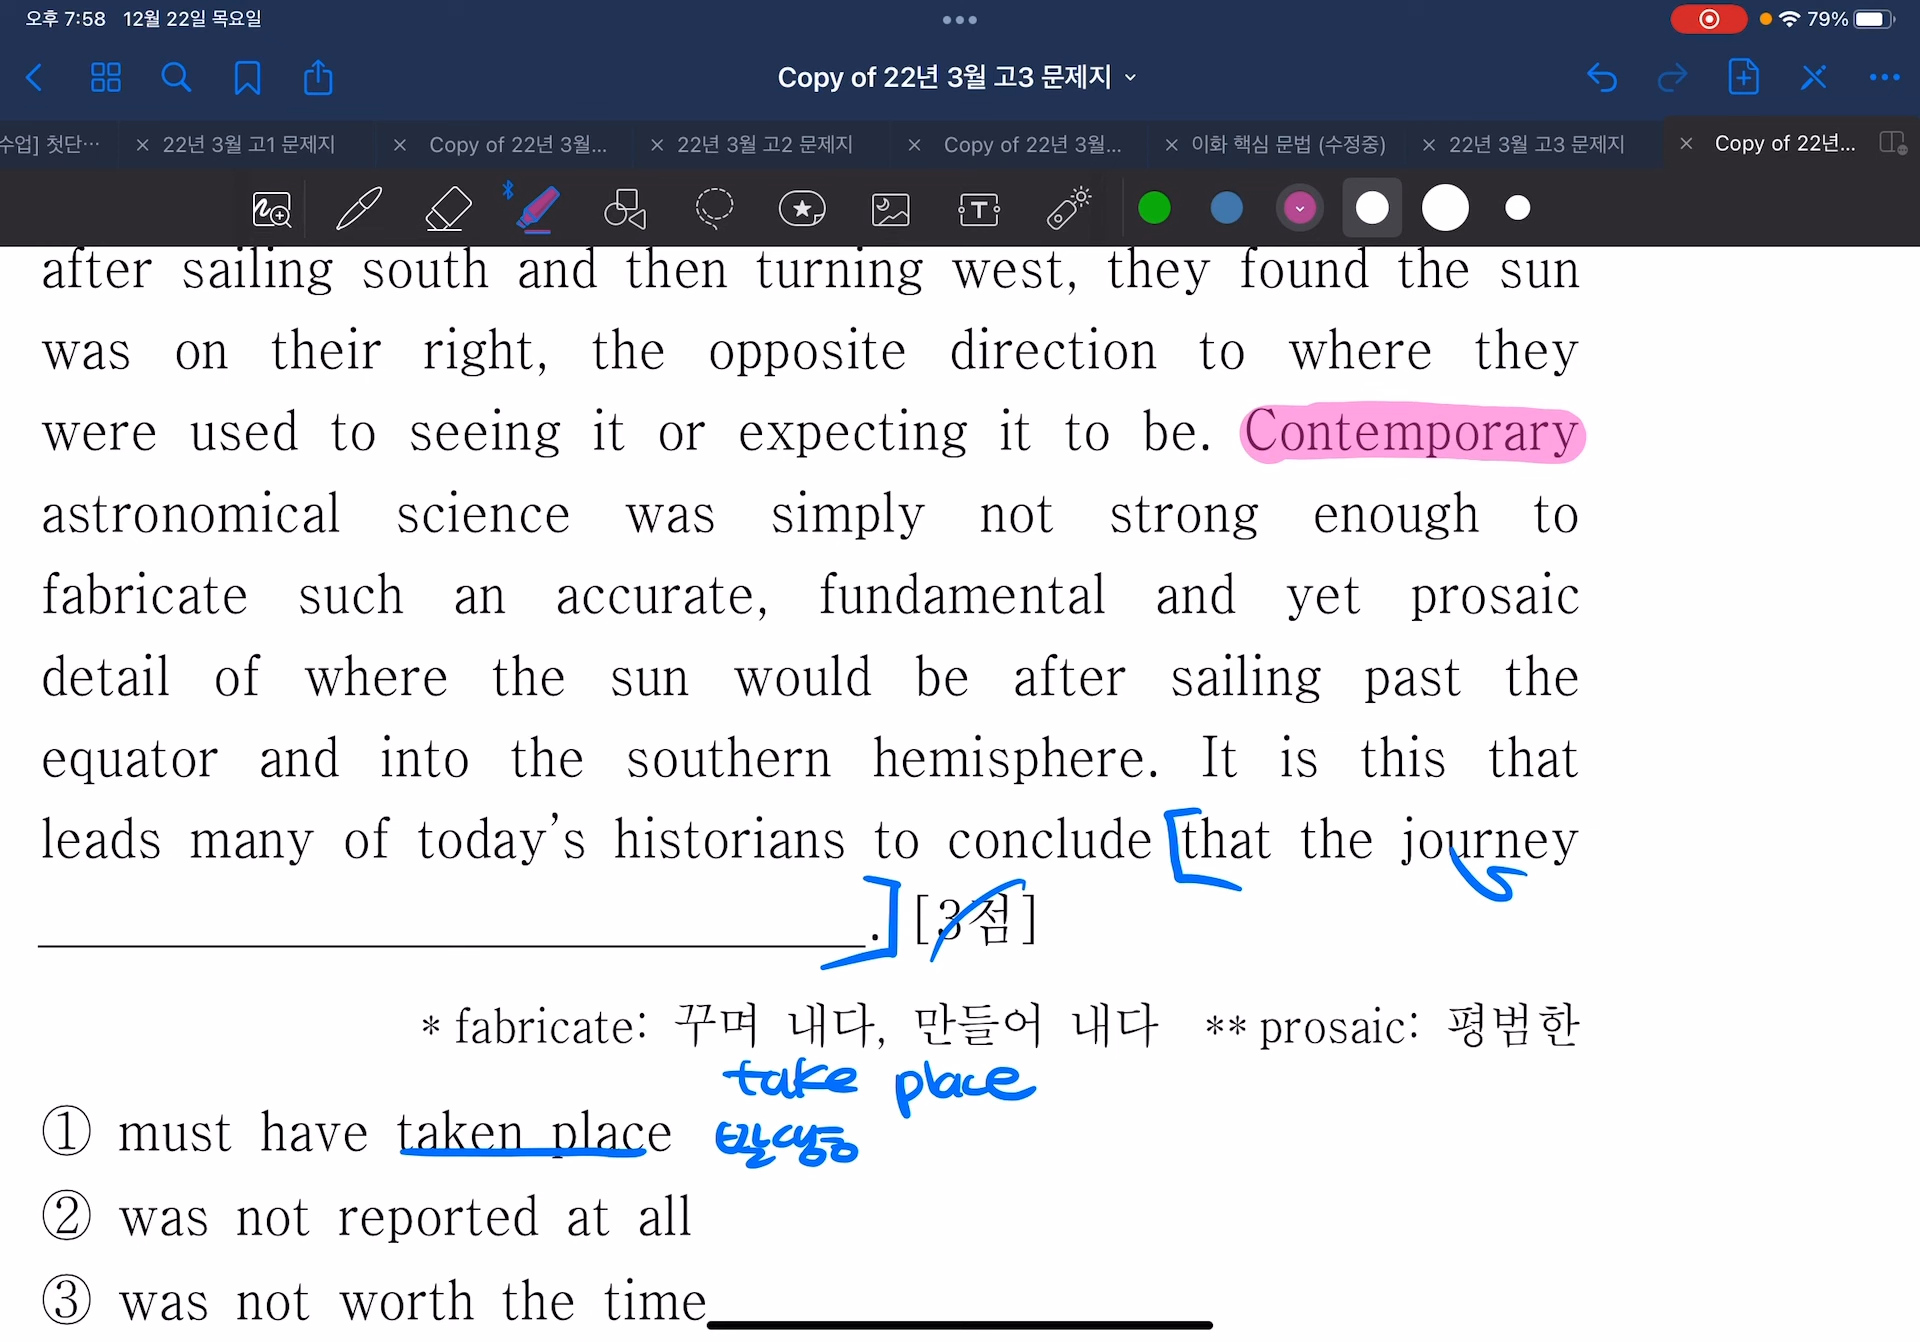 오후 7:58 12월 22일 목요일
79%
Copy of 22년 3월 고3 문제지
수업] 첫단... × 22년 3월 고1 문제지 × Copy of 22년 3월... × 22년 3월 고2 문제지 × Copy of 22년 3월... × 이화 핵심 문법 (수정중) × 22년 3월 고3 문제지 × Copy of 22년...
after sailing south and then turning west, they found the sun
was on their right, the opposite direction to where they
were used to seeing it or expecting it to be. Contemporary
astronomical science was simply not strong enough to
fabricate such an accurate, fundamental and yet prosaic
detail of where the sun would be after sailing past the
equator and into the southern hemisphere. It is this that
leads many of today's historians to conclude [that the journey
S
.] [3점]
* fabricate: 꾸며 내다, 만들어 내다 ** prosaic: 평범한
take place
① must have taken place 발생등
② was not reported at all
③ was not worth the time